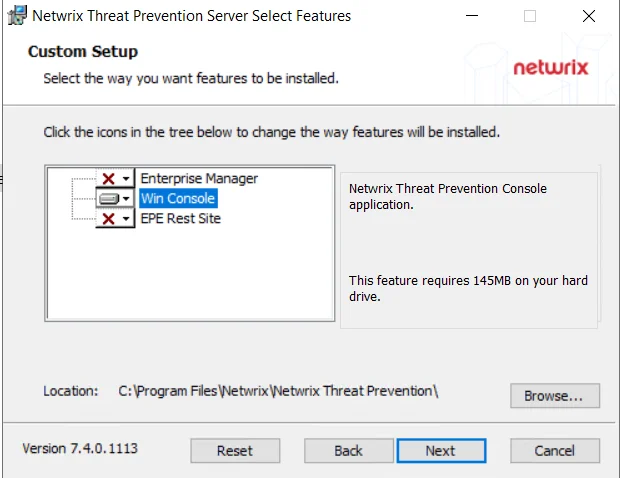 Netwrix Threat Prevention Server Select Features
Custom Setup
Select the way you want features to be installed.
netwrix
Click the icons in the tree below to change the way features will be installed.
Enterprise Manager
Win Console
EPE Rest Site
Netwrix Threat Prevention Console
application.
This feature requires 145MB on your hard
drive.
Location: C:\Program Files\Netwrix\Netwrix Threat Prevention\
Browse...
Version 7.4.0.1113
Reset
Back
Next
Cancel